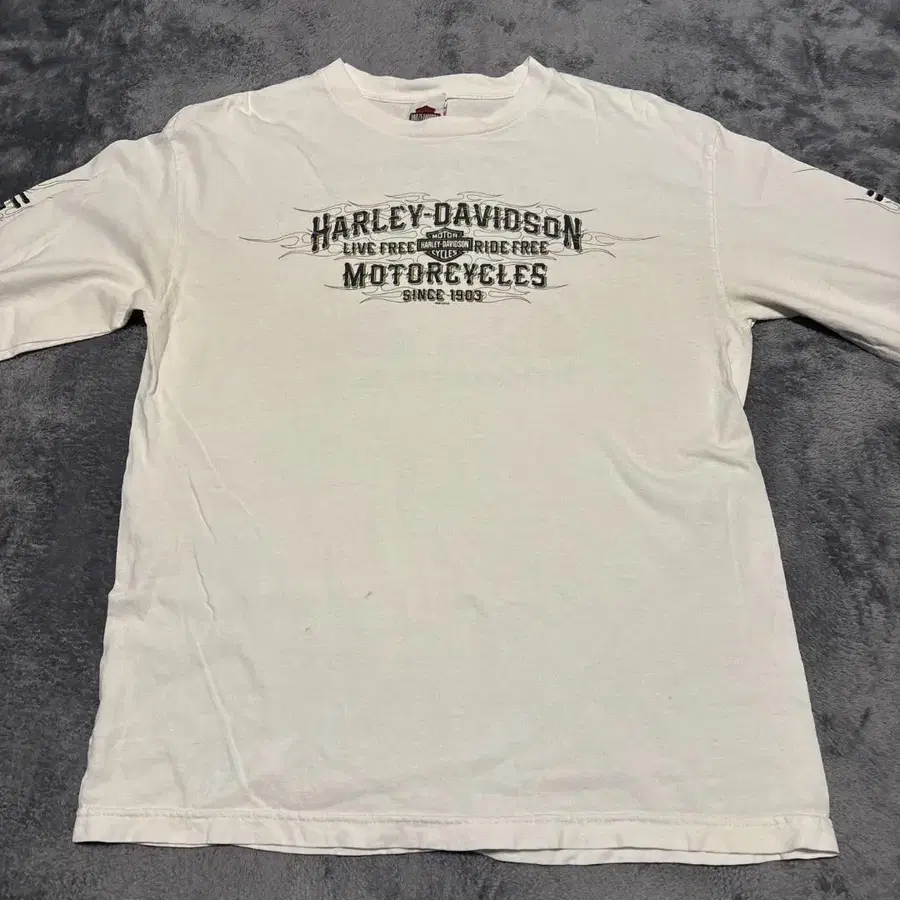 HARLEY-DAVIDSON
LIVE FREE MOTOR HARLEY-DAVIDSON CYCLES RIDE FREE
MOTORCYCLES
SINCE 1903